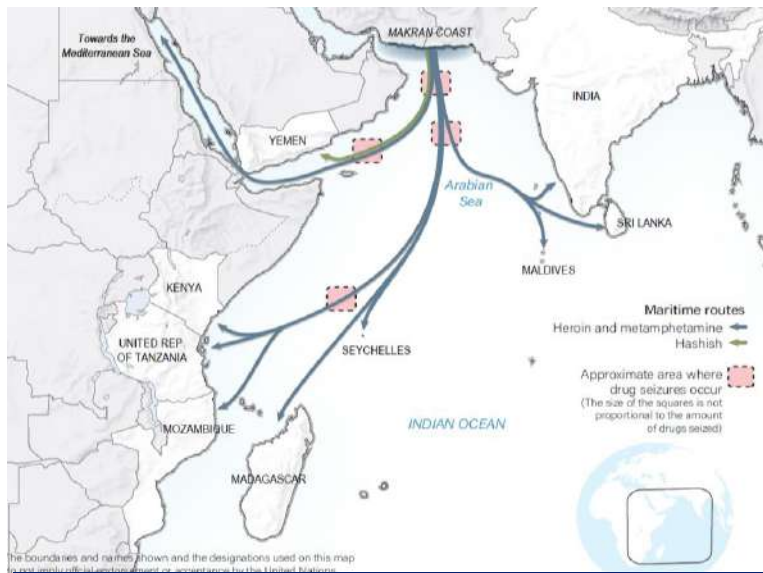 Towards the
Mediterranean Sea
MAKRAN COAST
INDIA
YEMEN
Arabian
Sea
SRI LANKA
MALDIVES
KENYA
UNITED REP.
OF TANZANIA
SEYCHELLES
MOZAMBIQUE
MADAGASCAR
INDIAN OCEAN
Maritime routes
Heroin and metamphetamine
Hashish
Approximate area where
drug seizures occur
(The size of the squares is not
proportional to the amount
of drugs seized)
he boundaries and names shown and the designations used on this map
o not imply official endorsement or acceptance by the United Nations